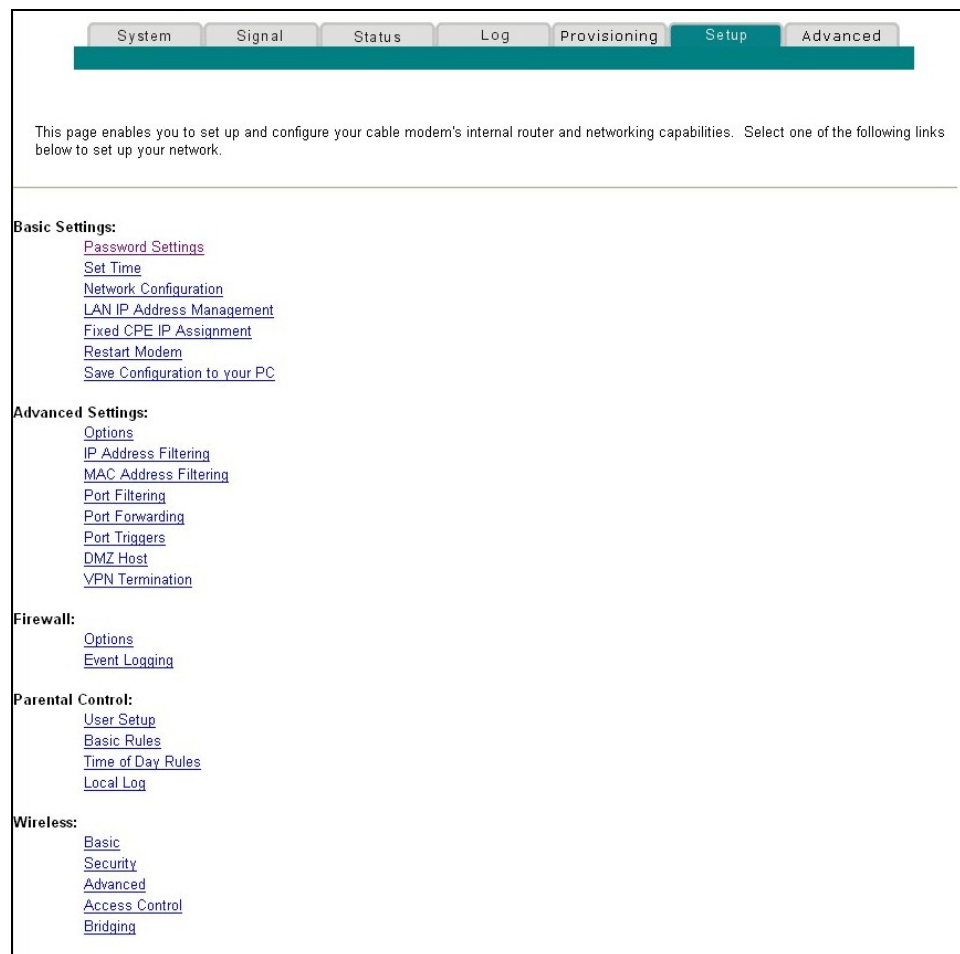 System Signal Status Log Provisioning Setup Advanced
This page enables you to set up and configure your cable modem's internal router and networking capabilities. Select one of the following links
below to set up your network.
Basic Settings:
Password Settings
Set Time
Network Configuration
LAN IP Address Management
Fixed CPE IP Assignment
Restart Modem
Save Configuration to your PC
Advanced Settings:
Options
IP Address Filtering
MAC Address Filtering
Port Filtering
Port Forwarding
Port Triggers
DMZ Host
VPN Termination
Firewall:
Options
Event Logging
Parental Control:
User Setup
Basic Rules
Time of Day Rules
Local Log
Wireless:
Basic
Security
Advanced
Access Control
Bridging